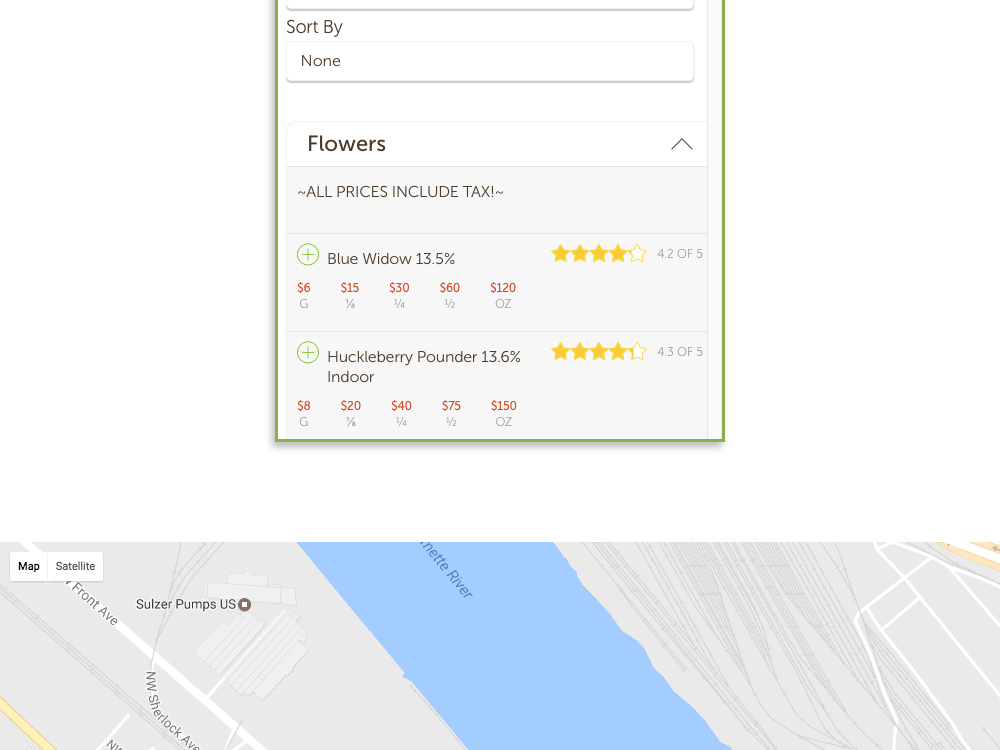 Sort By
None
Flowers
~ALL PRICES INCLUDE TAX!~
Blue Widow 13.5%
4.2 OF 5
$6 $15 $30 $60 $120
G ⅛ ¼ ½ OZ
Huckleberry Pounder 13.6%
Indoor
4.3 OF 5
$8 $20 $40 $75 $150
G ⅛ ¼ ½ OZ
Map Satellite
Front Ave
Sulzer Pumps US
River
NW Sherlock Ave
NW